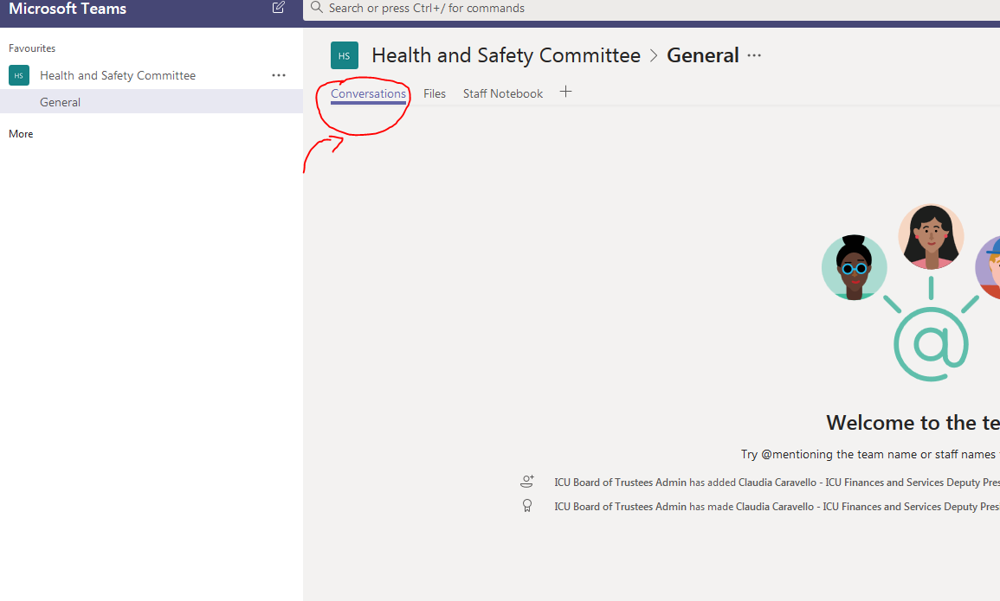 Microsoft Teams
Search or press Ctrl+/ for commands
Favourites
HS Health and Safety Committee ···
General
More
HS Health and Safety Committee > General ···
Conversations Files Staff Notebook +
Welcome to the te
Try @mentioning the team name or staff names
ICU Board of Trustees Admin has added Claudia Caravello - ICU Finances and Services Deputy Pres
ICU Board of Trustees Admin has made Claudia Caravello - ICU Finances and Services Deputy Presi